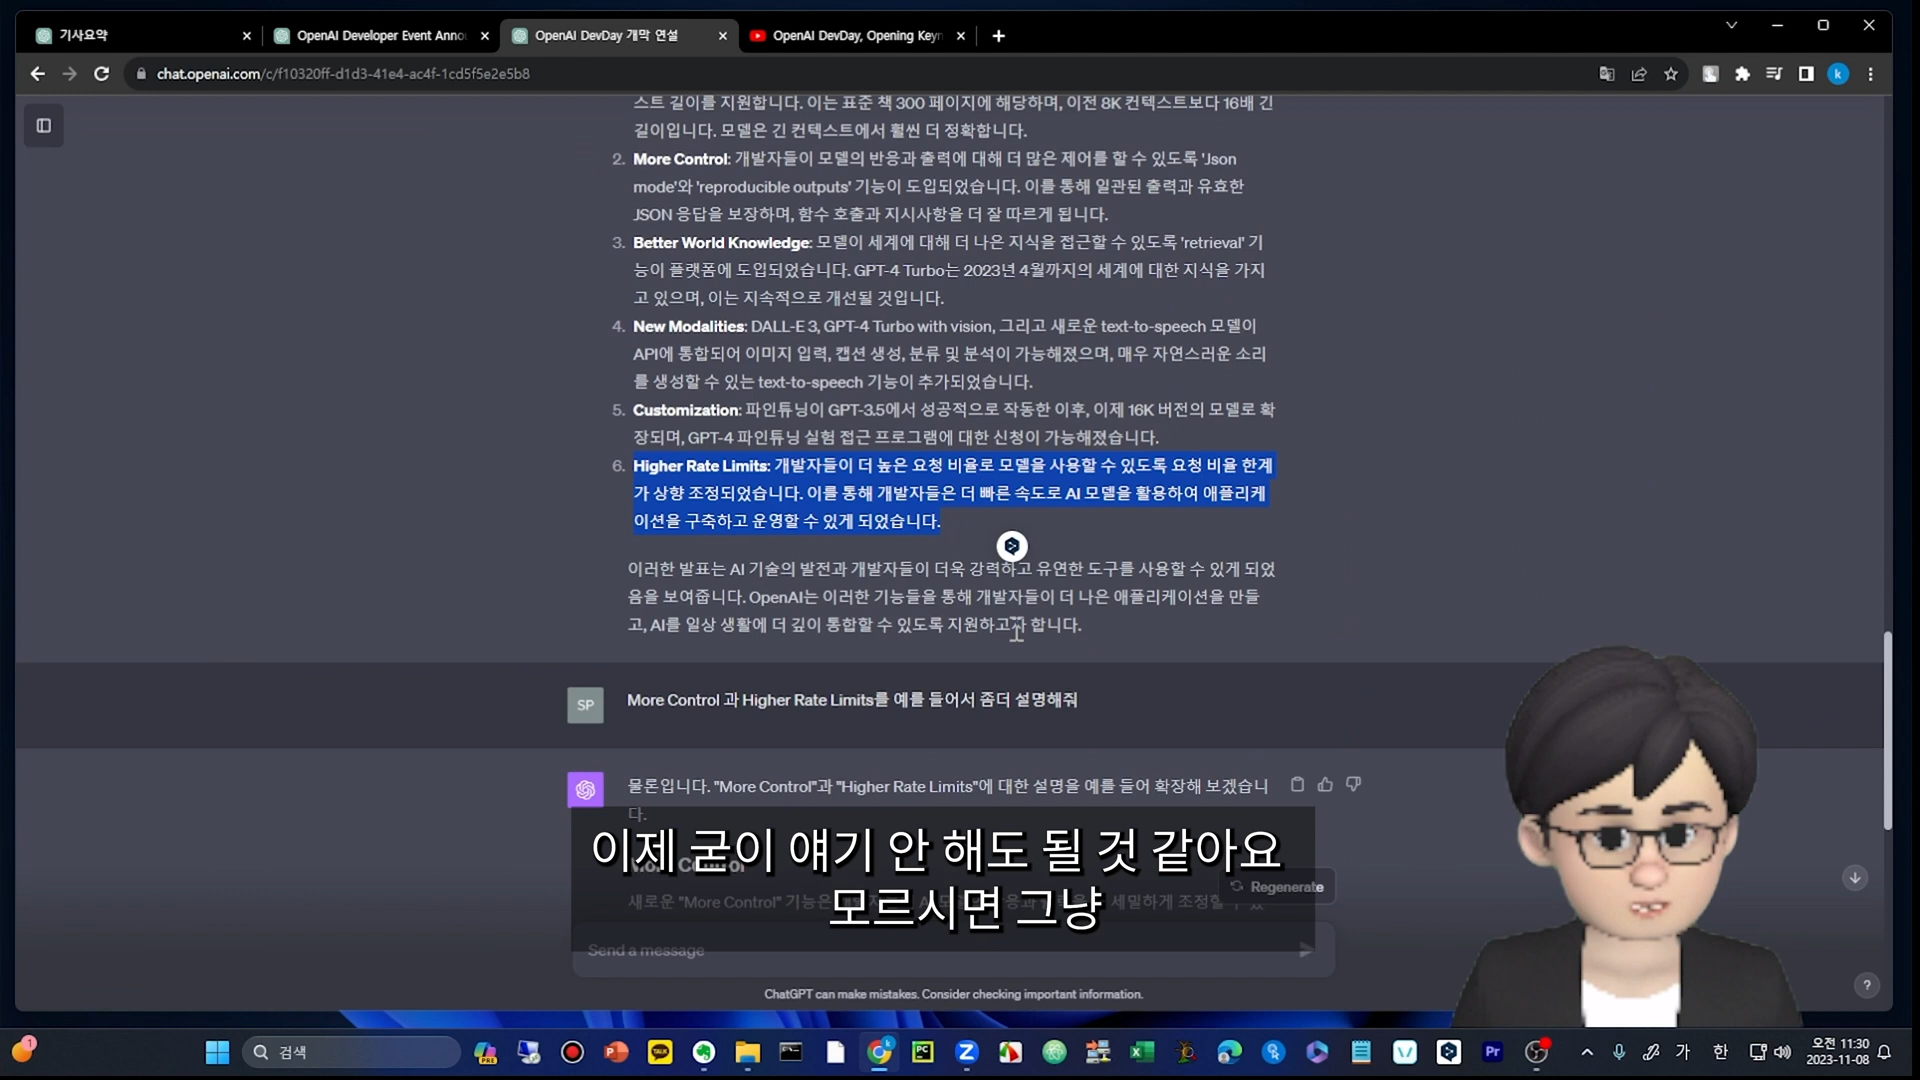 기사요약
OpenAI Developer Event Anno
OpenAI DevDay 개막 연설
OpenAI DevDay, Opening Keyn
chat.openai.com/c/f10320ff-d1d3-41e4-ac4f-1cd5f5e2e5b8
k
스트 길이를 지원합니다. 이는 표준 책 300 페이지에 해당하며, 이전 8K 컨텍스트보다 16배 긴
길이입니다. 모델은 긴 컨텍스트에서 훨씬 더 정확합니다.
2. More Control: 개발자들이 모델의 반응과 출력에 대해 더 많은 제어를 할 수 있도록 'Json
mode'와 'reproducible outputs' 기능이 도입되었습니다. 이를 통해 일관된 출력과 유효한
JSON 응답을 보장하며, 함수 호출과 지시사항을 더 잘 따르게 됩니다.
3. Better World Knowledge: 모델이 세계에 대해 더 나은 지식을 접근할 수 있도록 'retrieval' 기
능이 플랫폼에 도입되었습니다. GPT-4 Turbo는 2023년 4월까지의 세계에 대한 지식을 가지
고 있으며, 이는 지속적으로 개선될 것입니다.
4. New Modalities: DALL-E 3, GPT-4 Turbo with vision, 그리고 새로운 text-to-speech 모델이
API에 통합되어 이미지 입력, 캡션 생성, 분류 및 분석이 가능해졌으며, 매우 자연스러운 소리
를 생성할 수 있는 text-to-speech 기능이 추가되었습니다.
5. Customization: 파인튜닝이 GPT-3.5에서 성공적으로 작동한 이후, 이제 16K 버전의 모델로 확
장되며, GPT-4 파인튜닝 실험 접근 프로그램에 대한 신청이 가능해졌습니다.
6. Higher Rate Limits: 개발자들이 더 높은 요청 비율로 모델을 사용할 수 있도록 요청 비율 한계
가 상향 조정되었습니다. 이를 통해 개발자들은 더 빠른 속도로 AI 모델을 활용하여 애플리케
이션을 구축하고 운영할 수 있게 되었습니다.
이러한 발표는 AI 기술의 발전과 개발자들이 더욱 강력하고 유연한 도구를 사용할 수 있게 되었
음을 보여줍니다. OpenAI는 이러한 기능들을 통해 개발자들이 더 나은 애플리케이션을 만들
고, AI를 일상 생활에 더 깊이 통합할 수 있도록 지원하고자 합니다.
SP
More Control 과 Higher Rate Limits를 예를 들어서 좀더 설명해줘
물론입니다. "More Control"과 "Higher Rate Limits"에 대한 설명을 예를 들어 확장해 보겠습니
다.
More Control
이제 굳이 얘기 안 해도 될 것 같아요
모르시면 그냥
Regenerate
새로운 "More Control" 기능은 세밀하게 조정할 수 있
Send a message
ChatGPT can make mistakes. Consider checking important information.
?
1
검색
PRE
TALK
k
PC
Z
Pr
가
한
오전 11:30
2023-11-08